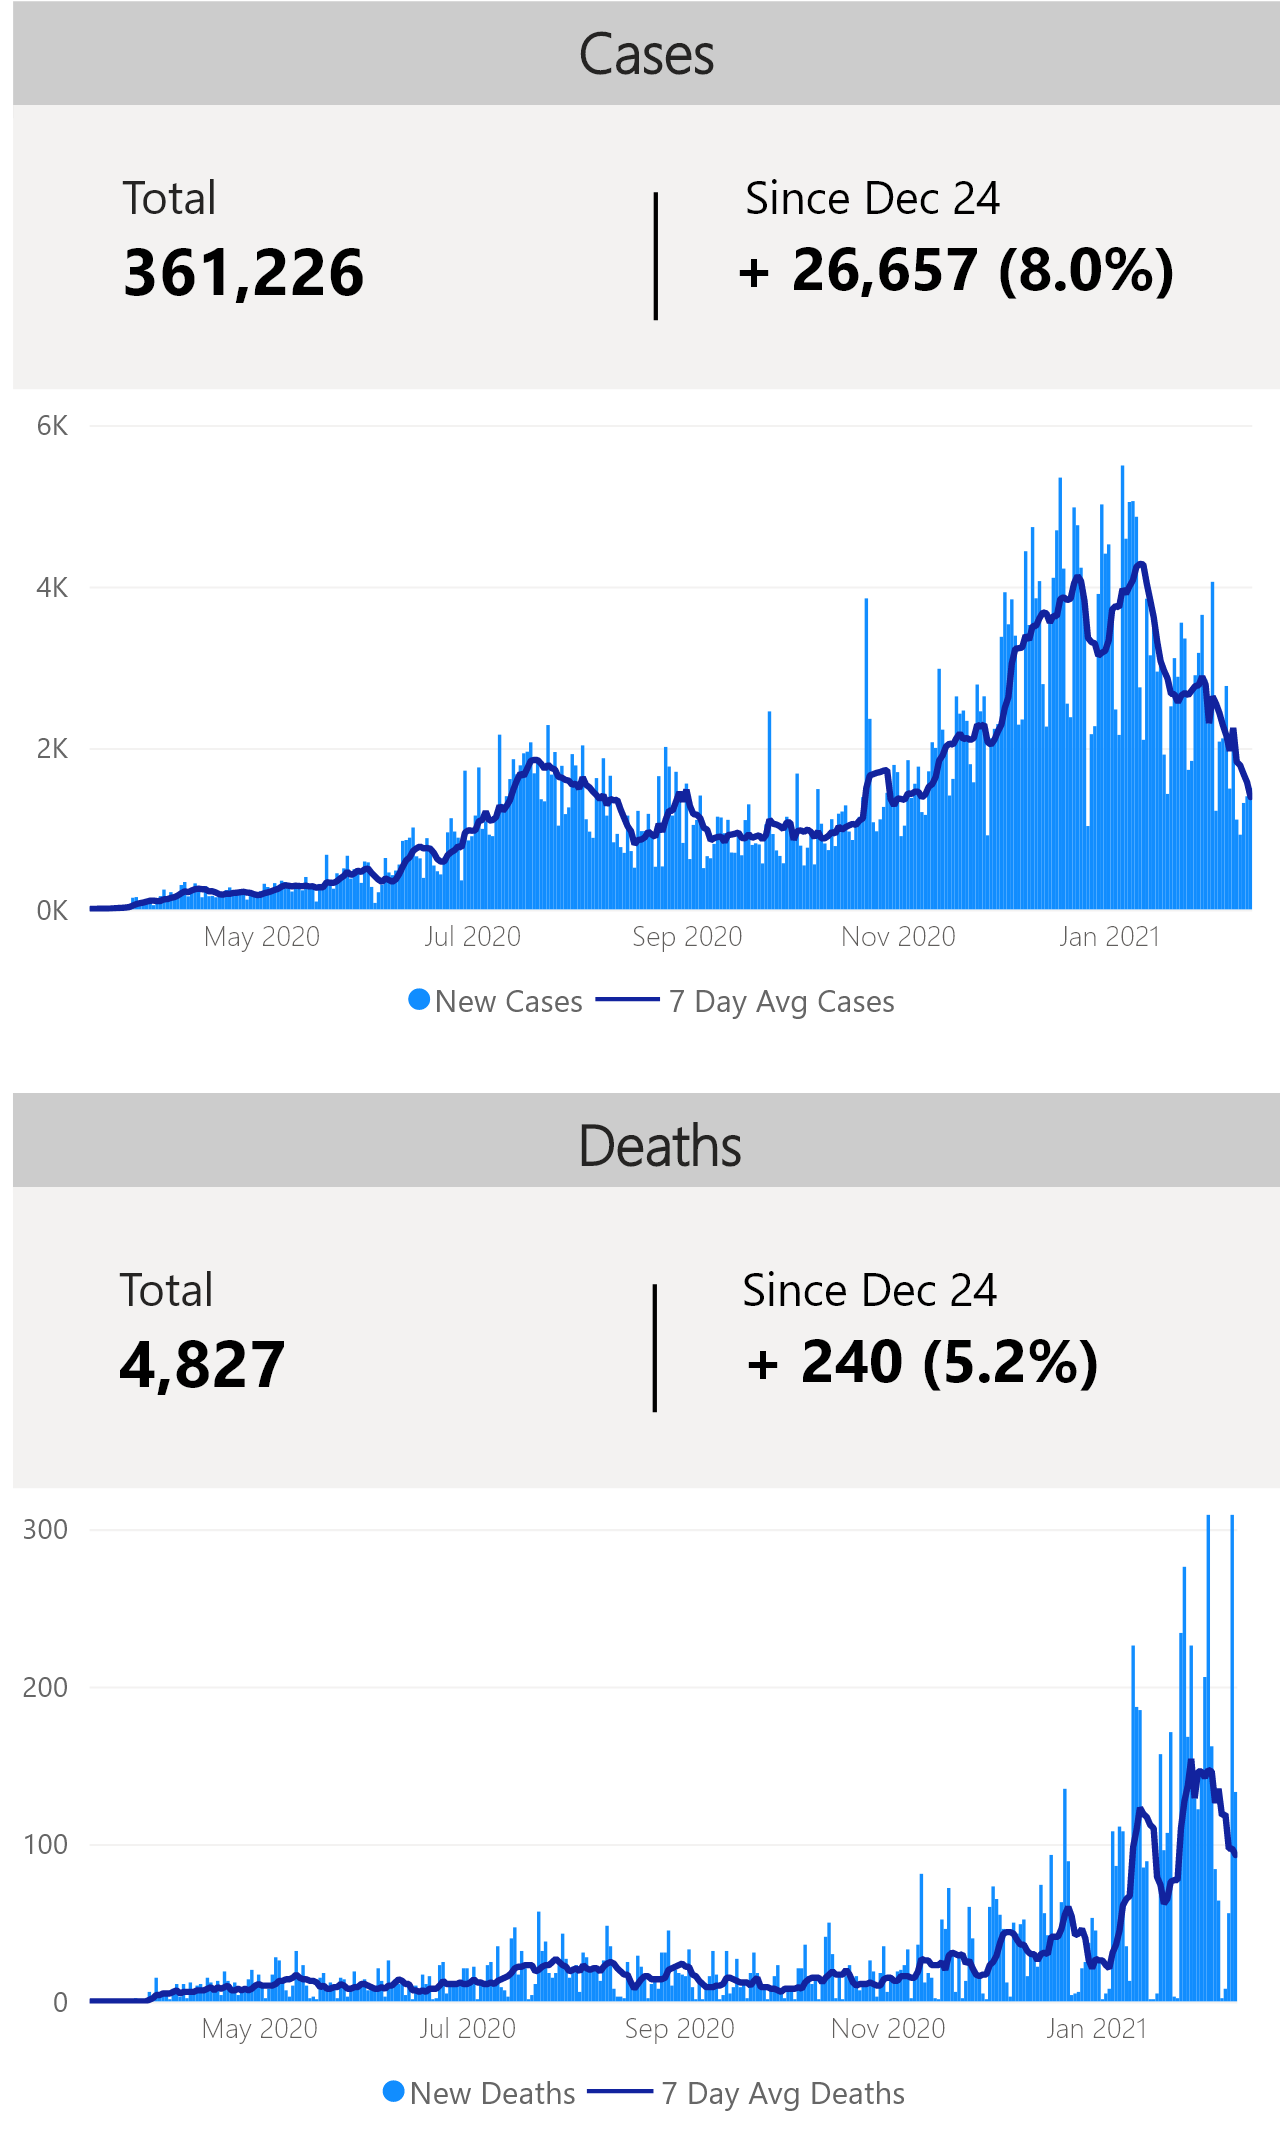 Cases
Total
Since Dec 24
361,226
+ 26,657 (8.0%)
6K
4K
2K
0K
May 2020
Jul 2020
Sep 2020
Nov 2020
Jan 2021
New Cases
7 Day Avg Cases
Deaths
Total
Since Dec 24
4,827
+ 240 (5.2%)
300
200
100
0
May 2020
Jul 2020
Sep 2020
Nov 2020
Jan 2021
New Deaths
7 Day Avg Deaths